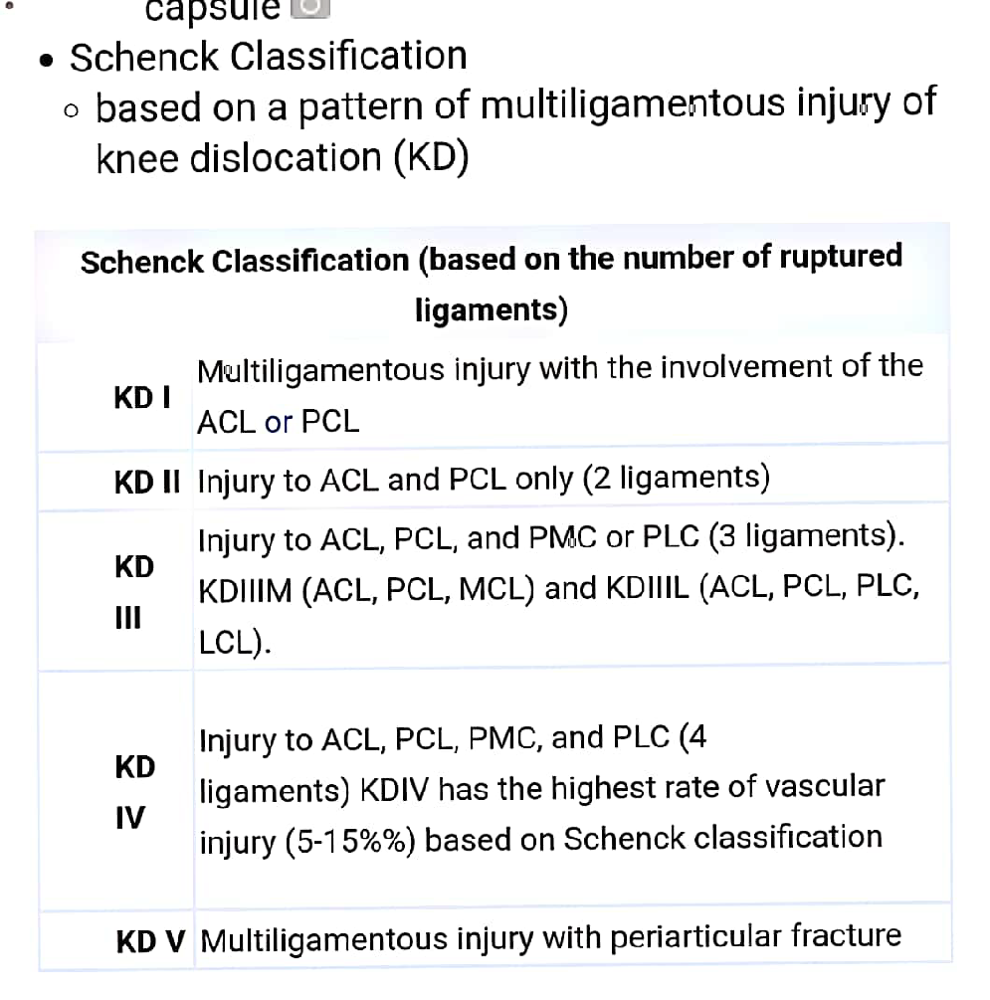 capsule
• Schenck Classification
○ based on a pattern of multiligamentous injury of
knee dislocation (KD)
Schenck Classification (based on the number of ruptured
ligaments)
KD I
Multiligamentous injury with the involvement of the
ACL or PCL
KD II
Injury to ACL and PCL only (2 ligaments)
KD
III
Injury to ACL, PCL, and PMC or PLC (3 ligaments).
KDIIIM (ACL, PCL, MCL) and KDIIIL (ACL, PCL, PLC,
LCL).
KD
IV
Injury to ACL, PCL, PMC, and PLC (4
ligaments) KDIV has the highest rate of vascular
injury (5-15%%) based on Schenck classification
KD V
Multiligamentous injury with periarticular fracture